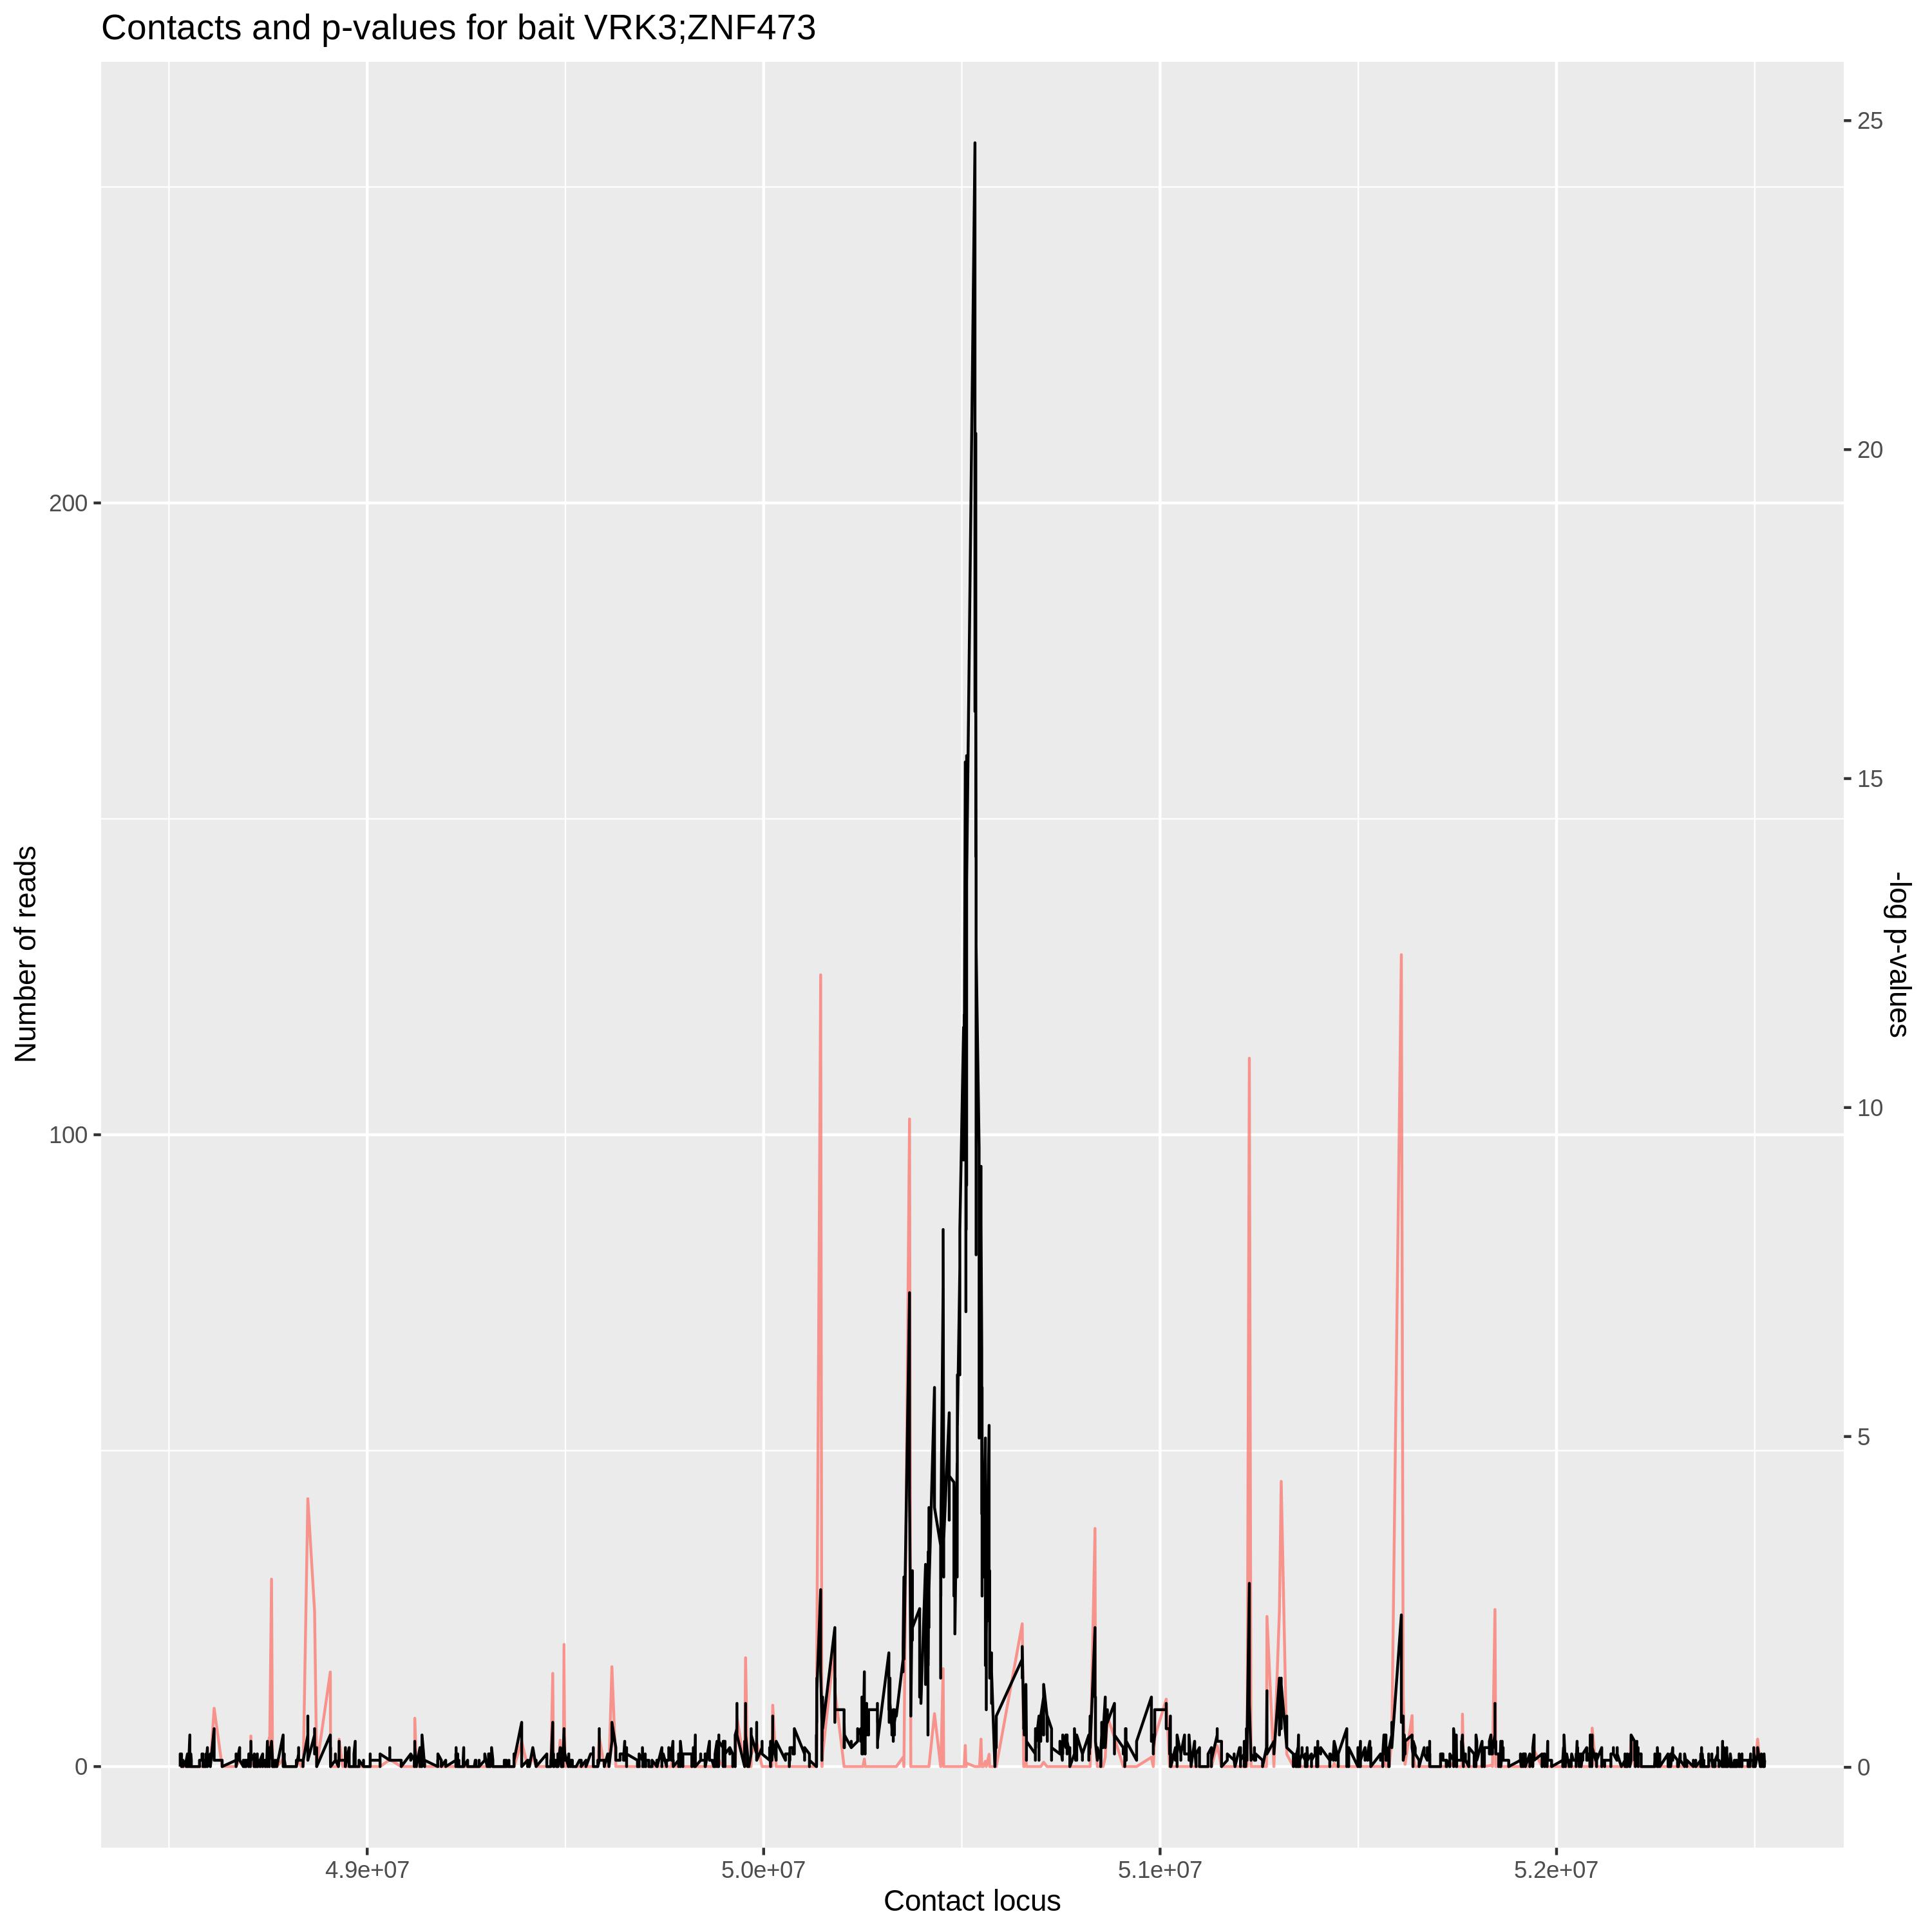 Contacts and p-values for bait VRK3;ZNF473
25
20
15
10
5
0
-log p-values
200
100
0
Number of reads
4.9e+07
5.0e+07
5.1e+07
5.2e+07
Contact locus